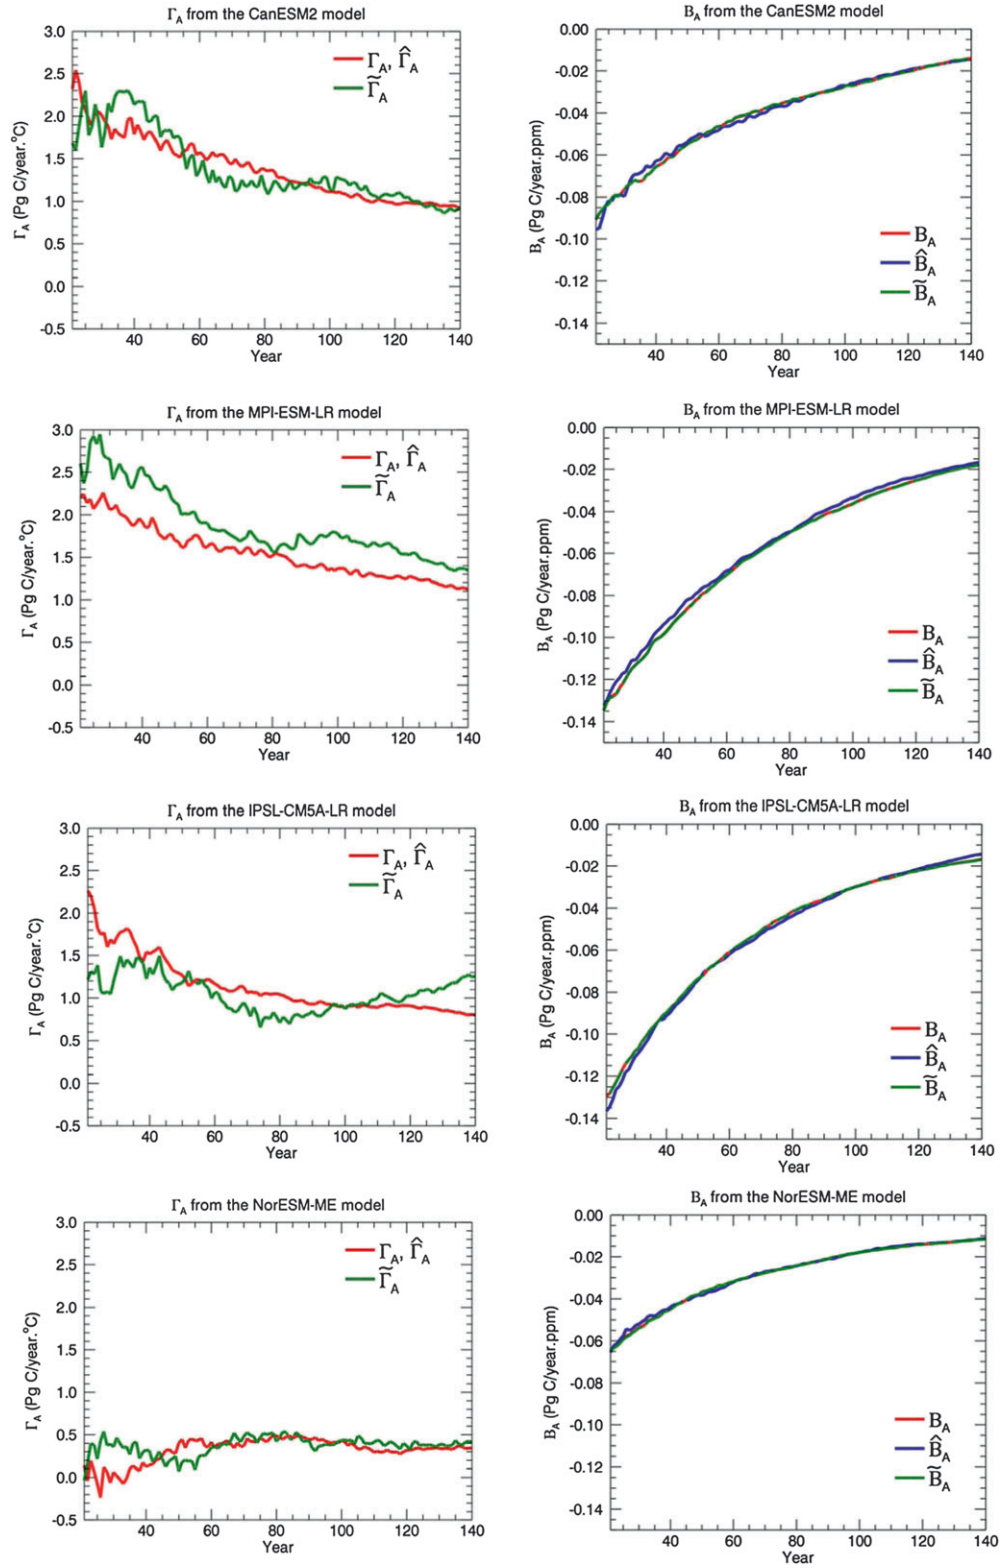 Γ_A from the CanESM2 model
3.0
2.5
2.0
1.5
1.0
0.5
0.0
-0.5
Γ_A (Pg C/year.°C)
Γ_A, Γ̂_A
Γ̃_A
40 60 80 100 120 140
Year
B_A from the CanESM2 model
0.00
-0.02
-0.04
-0.06
-0.08
-0.10
-0.12
-0.14
B_A (Pg C/year.ppm)
B_A
B̂_A
B̃_A
40 60 80 100 120 140
Year
Γ_A from the MPI-ESM-LR model
3.0
2.5
2.0
1.5
1.0
0.5
0.0
-0.5
Γ_A (Pg C/year.°C)
Γ_A, Γ̂_A
Γ̃_A
40 60 80 100 120 140
Year
B_A from the MPI-ESM-LR model
0.00
-0.02
-0.04
-0.06
-0.08
-0.10
-0.12
-0.14
B_A (Pg C/year.ppm)
B_A
B̂_A
B̃_A
40 60 80 100 120 140
Year
Γ_A from the IPSL-CM5A-LR model
3.0
2.5
2.0
1.5
1.0
0.5
0.0
-0.5
Γ_A (Pg C/year.°C)
Γ_A, Γ̂_A
Γ̃_A
40 60 80 100 120 140
Year
B_A from the IPSL-CM5A-LR model
0.00
-0.02
-0.04
-0.06
-0.08
-0.10
-0.12
-0.14
B_A (Pg C/year.ppm)
B_A
B̂_A
B̃_A
40 60 80 100 120 140
Year
Γ_A from the NorESM-ME model
3.0
2.5
2.0
1.5
1.0
0.5
0.0
-0.5
Γ_A (Pg C/year.°C)
Γ_A, Γ̂_A
Γ̃_A
40 60 80 100 120 140
Year
B_A from the NorESM-ME model
0.00
-0.02
-0.04
-0.06
-0.08
-0.10
-0.12
-0.14
B_A (Pg C/year.ppm)
B_A
B̂_A
B̃_A
40 60 80 100 120 140
Year